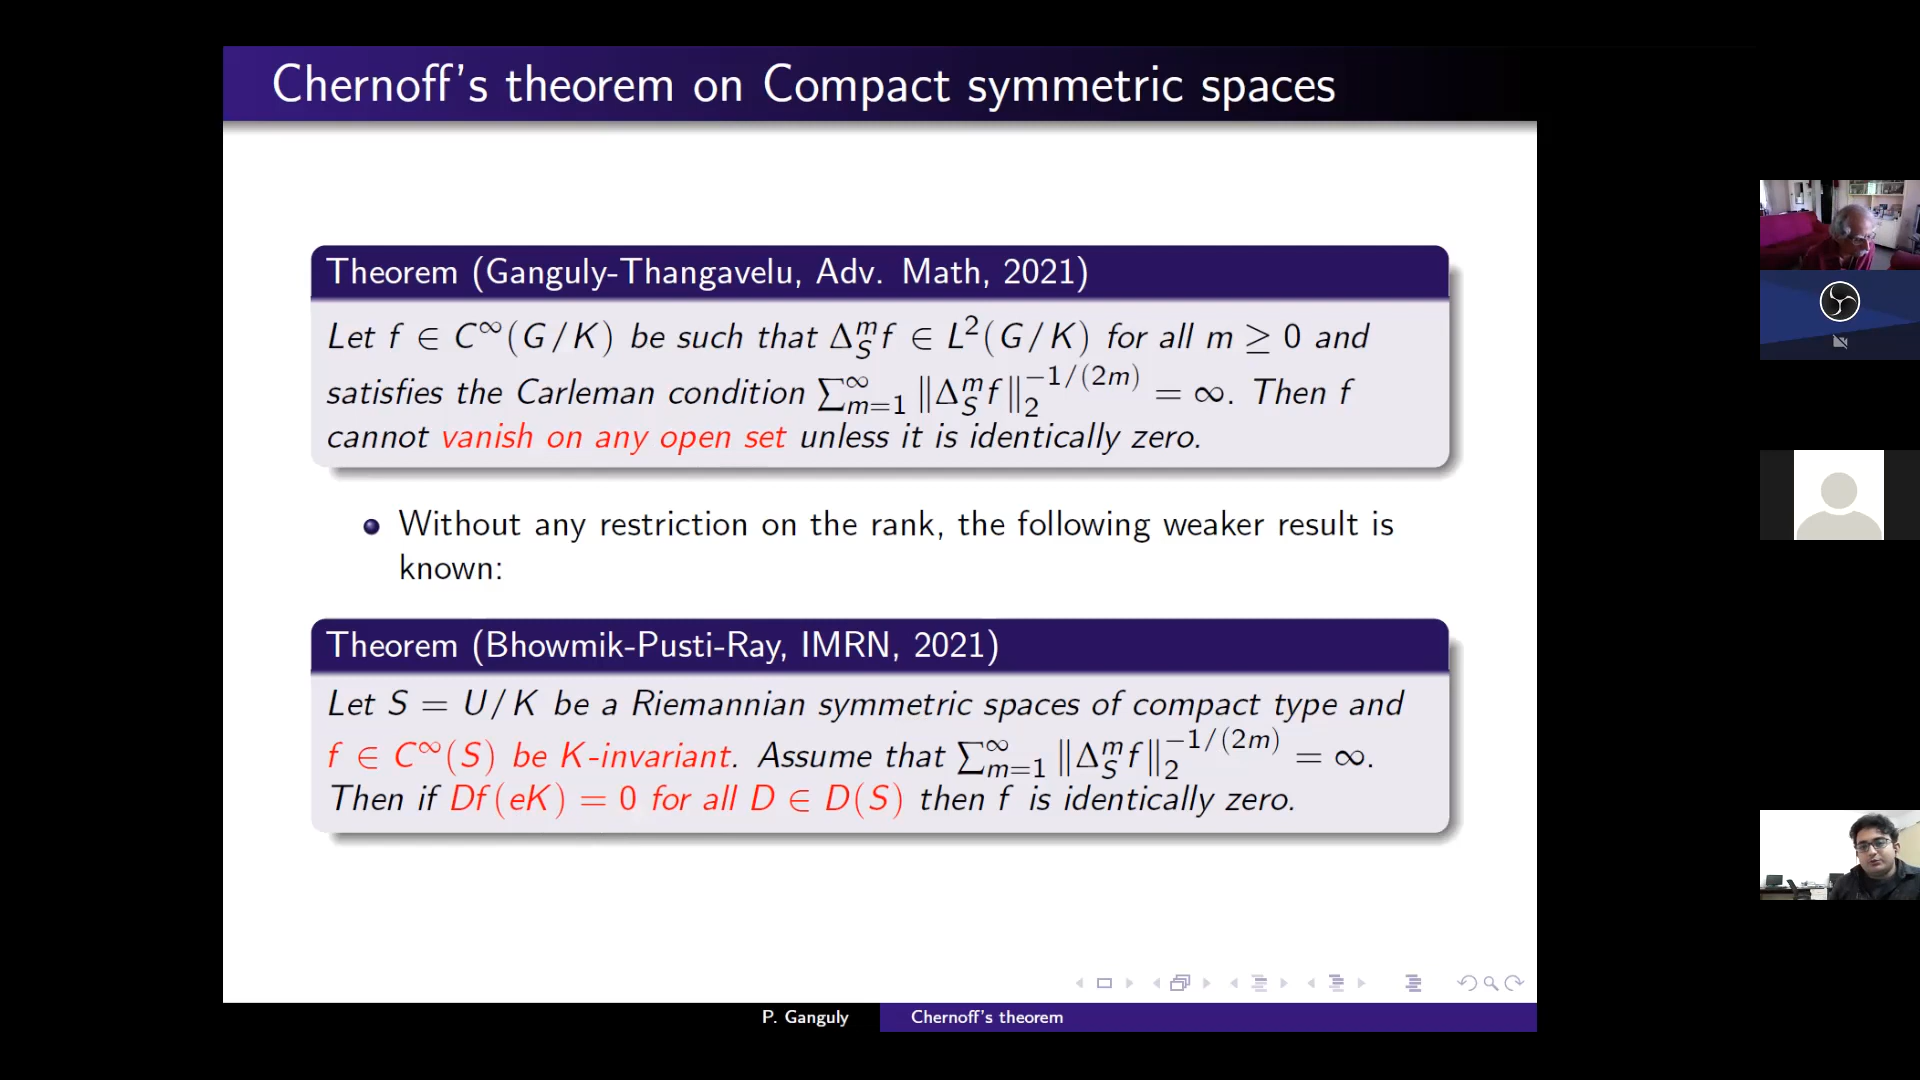 Chernoff's theorem on Compact symmetric spaces
Theorem (Ganguly-Thangavelu, Adv. Math, 2021)
Let f ∈ C^∞(G/K) be such that Δ_S^m f ∈ L^2(G/K) for all m ≥ 0 and
satisfies the Carleman condition ∑_{m=1}^∞ ‖Δ_S^m f‖_2^{-1/(2m)} = ∞. Then f
cannot vanish on any open set unless it is identically zero.
Without any restriction on the rank, the following weaker result is
known:
Theorem (Bhowmik-Pusti-Ray, IMRN, 2021)
Let S = U/K be a Riemannian symmetric spaces of compact type and
f ∈ C^∞(S) be K-invariant. Assume that ∑_{m=1}^∞ ‖Δ_S^m f‖_2^{-1/(2m)} = ∞.
Then if Df(eK) = 0 for all D ∈ D(S) then f is identically zero.
P. Ganguly
Chernoff's theorem